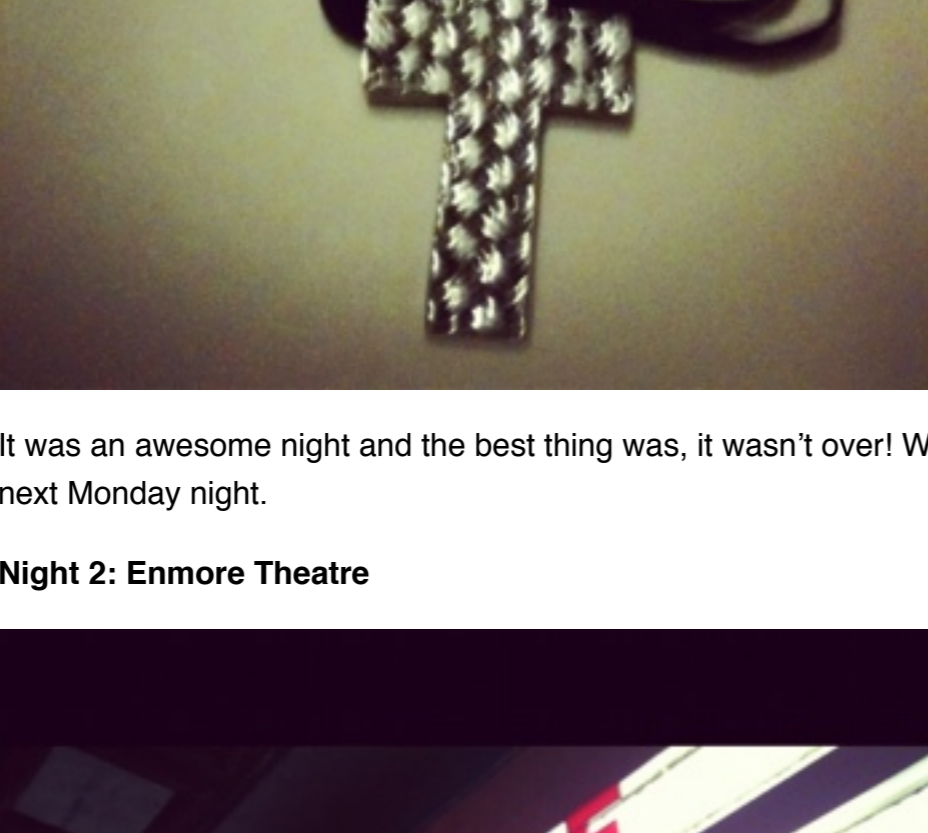 It was an awesome night and the best thing was, it wasn’t over! W
next Monday night.
Night 2: Enmore Theatre